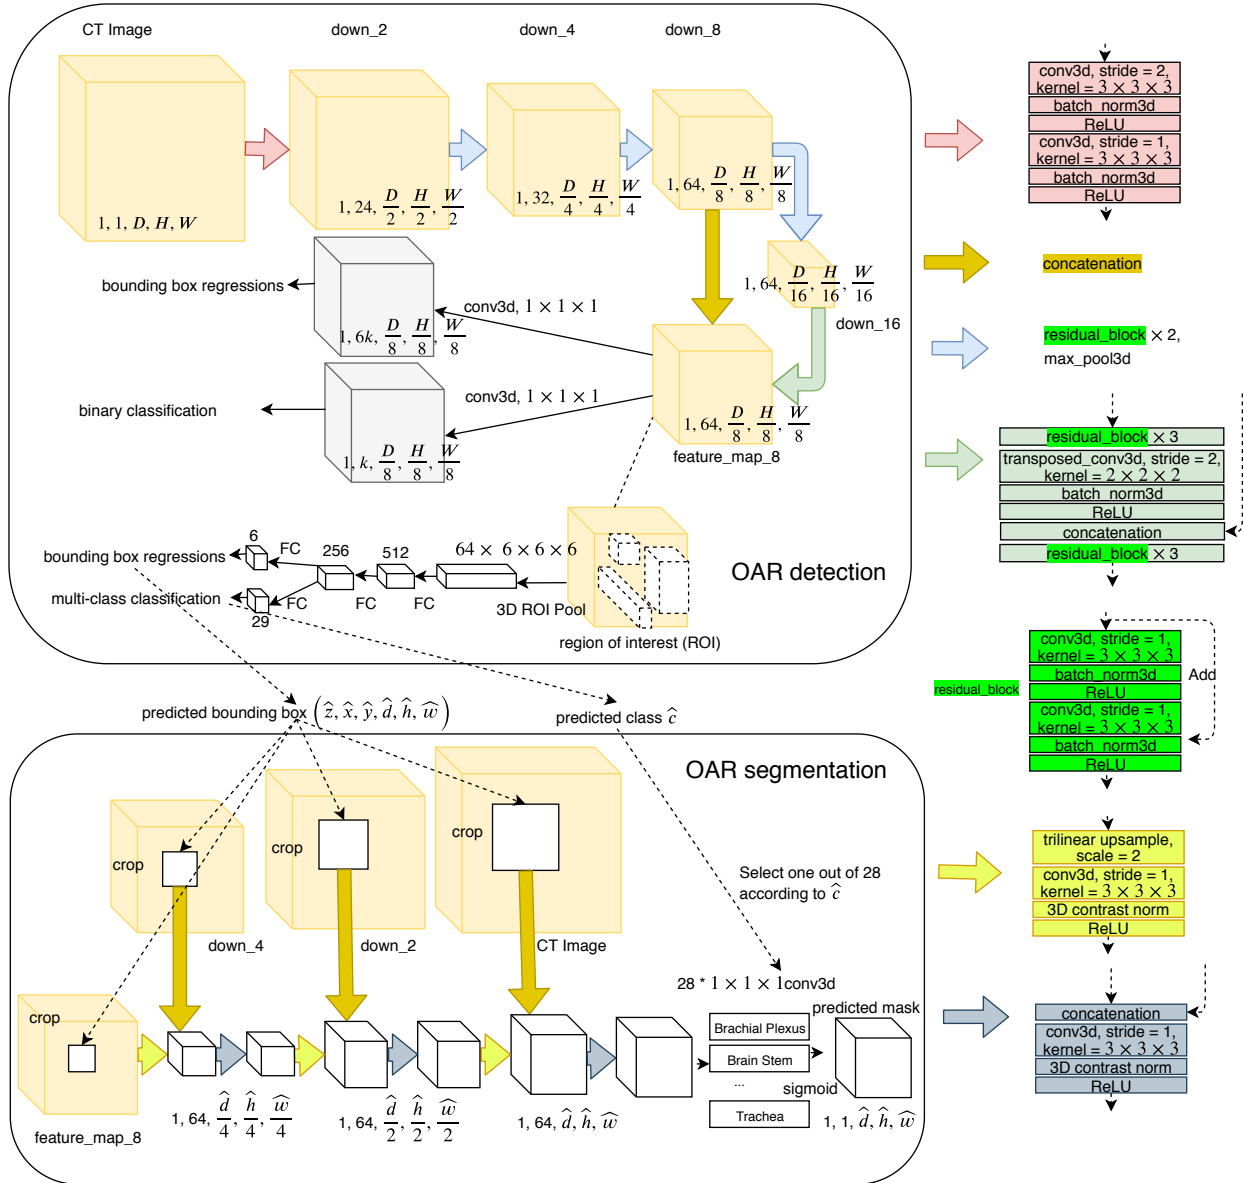 CT Image
down_2
down_4
down_8
1, 1, D, H, W
1, 24, D/2, H/2, W/2
1, 32, D/4, H/4, W/4
1, 64, D/8, H/8, W/8
1, 64, D/16, H/16, W/16
down_16
bounding box regressions
1, 6k, D/8, H/8, W/8
conv3d, 1 × 1 × 1
binary classification
1, k, D/8, H/8, W/8
conv3d, 1 × 1 × 1
1, 64, D/8, H/8, W/8
feature_map_8
bounding box regressions
multi-class classification
6
29
FC
FC
256
FC
512
64 × 6 × 6 × 6
3D ROI Pool
region of interest (ROI)
OAR detection
predicted bounding box (ẑ, x̂, ŷ, d̂, ĥ, ŵ)
predicted class ĉ
OAR segmentation
crop
down_4
crop
down_2
crop
CT Image
Select one out of 28
according to ĉ
crop
feature_map_8
1, 64, d̂/4, ĥ/4, ŵ/4
1, 64, d̂/2, ĥ/2, ŵ/2
1, 64, d̂, ĥ, ŵ
28 * 1 × 1 × 1conv3d
Brachial Plexus
Brain Stem
...
Trachea
sigmoid
predicted mask
1, 1, d̂, ĥ, ŵ
conv3d, stride = 2,
kernel = 3 × 3 × 3
batch_norm3d
ReLU
conv3d, stride = 1,
kernel = 3 × 3 × 3
batch_norm3d
ReLU
concatenation
residual_block × 2,
max_pool3d
residual_block × 3
transposed_conv3d, stride = 2,
kernel = 2 × 2 × 2
batch_norm3d
ReLU
concatenation
residual_block × 3
residual_block
conv3d, stride = 1,
kernel = 3 × 3 × 3
batch_norm3d
ReLU
conv3d, stride = 1,
kernel = 3 × 3 × 3
batch_norm3d
ReLU
Add
trilinear upsample,
scale = 2
conv3d, stride = 1,
kernel = 3 × 3 × 3
3D contrast norm
ReLU
concatenation
conv3d, stride = 1,
kernel = 3 × 3 × 3
3D contrast norm
ReLU